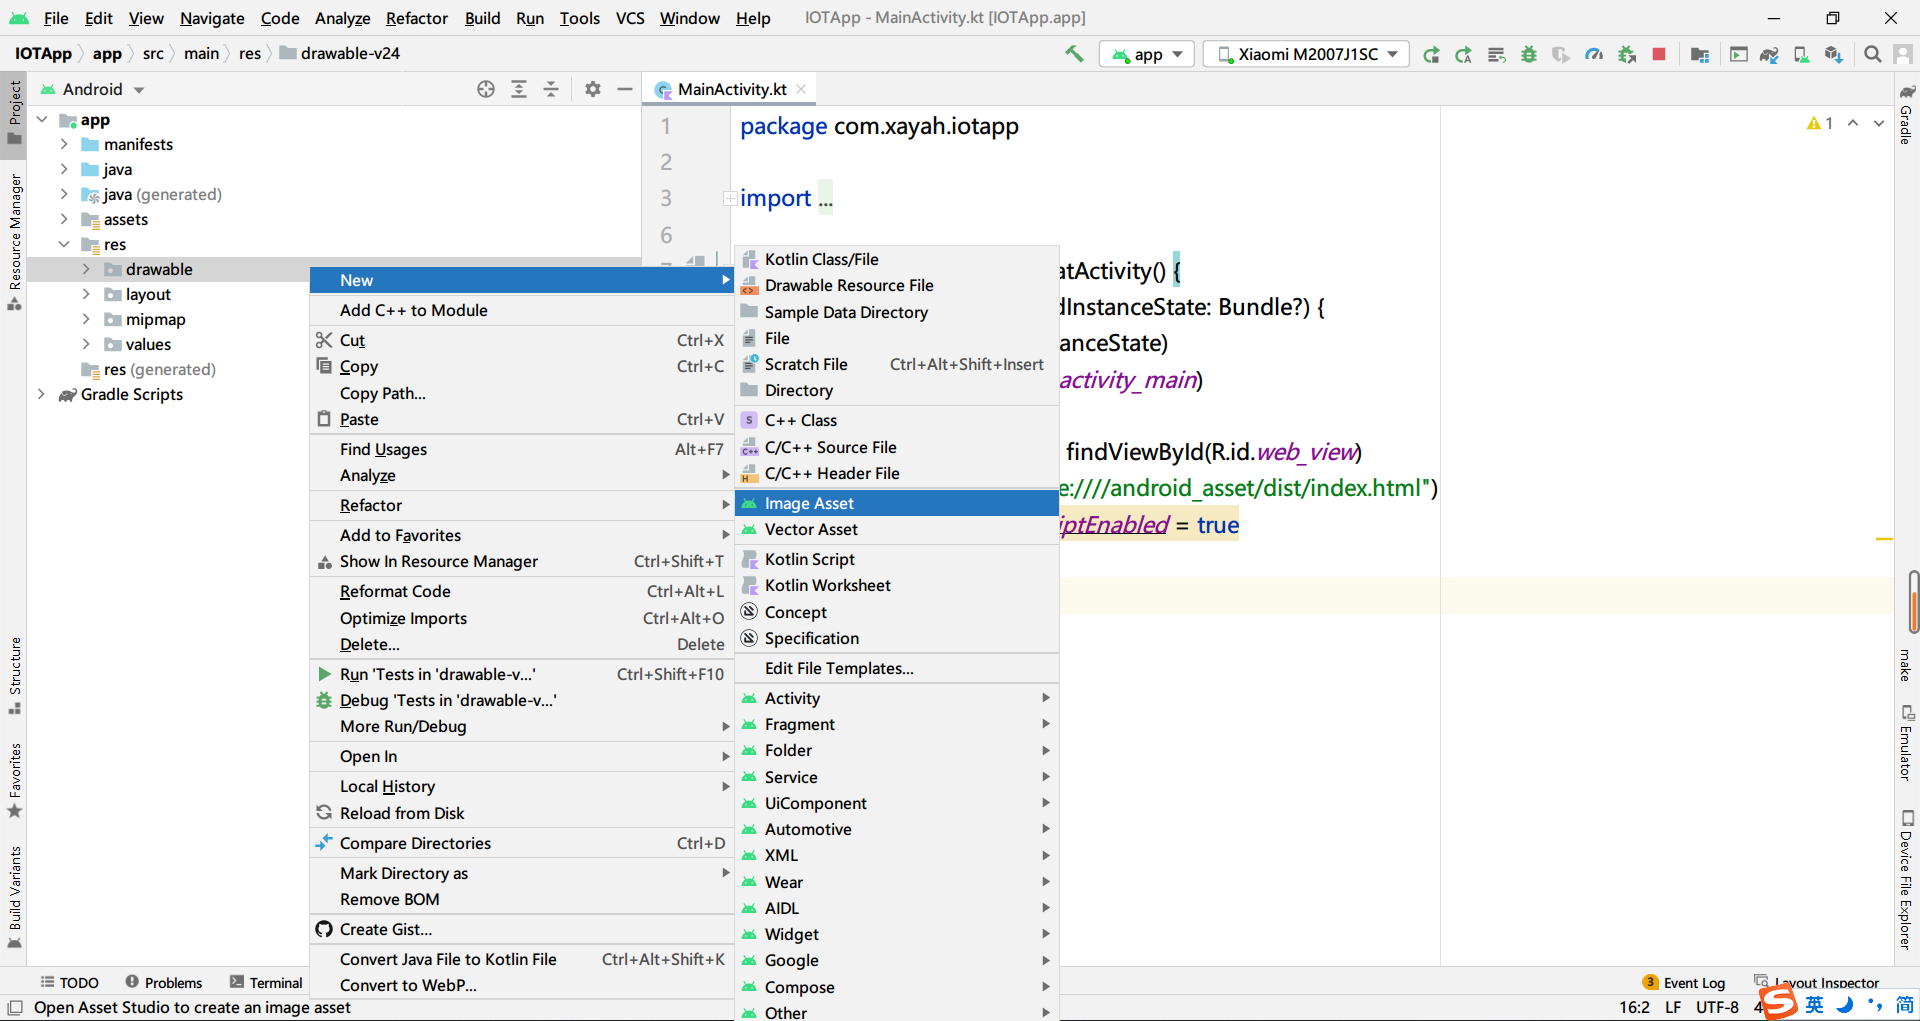 File Edit View Navigate Code Analyze Refactor Build Run Tools VCS Window Help IOTApp - MainActivity.kt [IOTApp.app]
IOTApp app src main res drawable-v24 app Xiaomi M2007J1SC
Android
MainActivity.kt
Project
Resource Manager
Structure
Favorites
Build Variants
app
manifests
java
java (generated)
assets
res
drawable
layout
mipmap
values
res (generated)
Gradle Scripts
1 package com.xayah.iotapp
2
3 import ...
6
7
atActivity() {
dInstanceState: Bundle?) {
anceState)
activity_main)
findViewById(R.id.web_view)
e:////android_asset/dist/index.html")
iptEnabled = true
1
New
Add C++ to Module
Cut Ctrl+X
Copy Ctrl+C
Copy Path...
Paste Ctrl+V
Find Usages Alt+F7
Analyze
Refactor
Add to Favorites
Show In Resource Manager Ctrl+Shift+T
Reformat Code Ctrl+Alt+L
Optimize Imports Ctrl+Alt+O
Delete... Delete
Run 'Tests in 'drawable-v...' Ctrl+Shift+F10
Debug 'Tests in 'drawable-v...'
More Run/Debug
Open In
Local History
Reload from Disk
Compare Directories Ctrl+D
Mark Directory as
Remove BOM
Create Gist...
Convert Java File to Kotlin File Ctrl+Alt+Shift+K
Convert to WebP...
Kotlin Class/File
Drawable Resource File
Sample Data Directory
File
Scratch File Ctrl+Alt+Shift+Insert
Directory
C++ Class
C/C++ Source File
C/C++ Header File
Image Asset
Vector Asset
Kotlin Script
Kotlin Worksheet
Concept
Specification
Edit File Templates...
Activity
Fragment
Folder
Service
UiComponent
Automotive
XML
Wear
AIDL
Widget
Google
Compose
Other
Gradle
make
Emulator
Device File Explorer
TODO Problems Terminal
3 Event Log Layout Inspector
Open Asset Studio to create an image asset
16:2 LF UTF-8 4
英 简